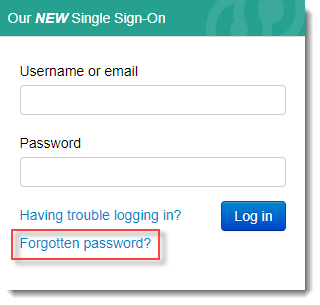 Our NEW Single Sign-On
Username or email
Password
Having trouble logging in?
Log in
Forgotten password?